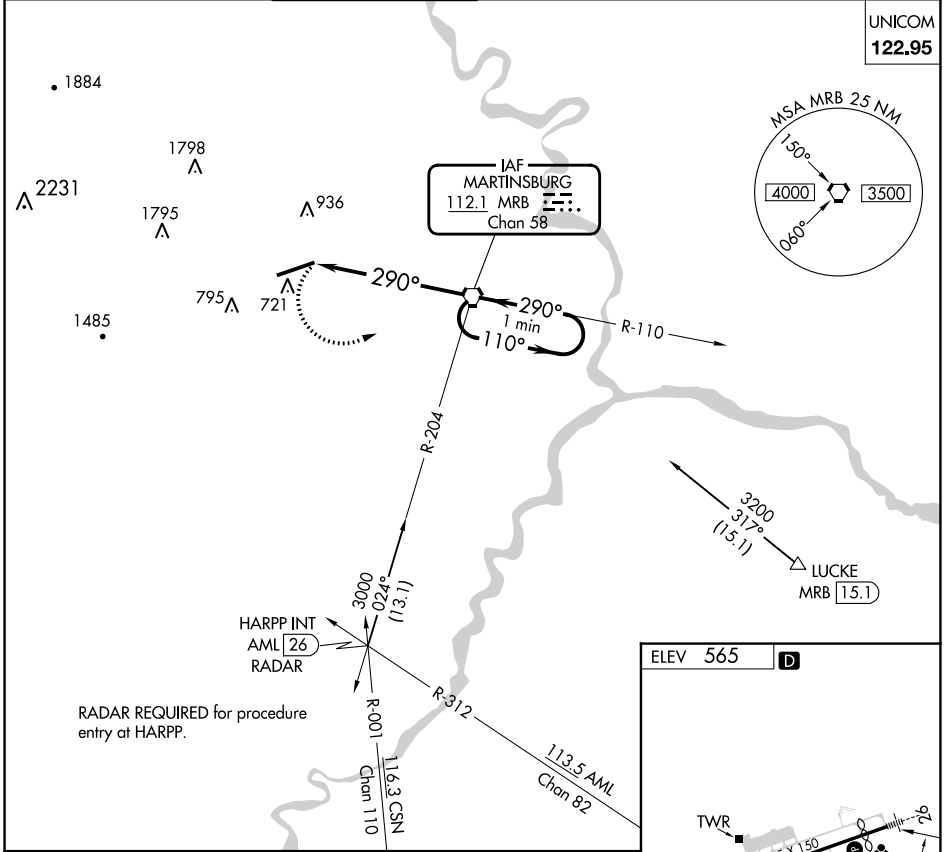 UNICOM
122.95
1884
1798
2231
1795
936
795
721
1485
IAF
MARTINSBURG
112.1 MRB
Chan 58
MSA MRB 25 NM
150°
4000
3500
060°
290°
290°
1 min
110°
R-110
R-204
3000
024°
(13.1)
3200
317°
(15.1)
LUCKE
MRB 15.1
HARPP INT
AML 26
RADAR
RADAR REQUIRED for procedure
entry at HARPP.
R-312
R-001
116.3 CSN
Chan 110
113.5 AML
Chan 82
ELEV 565 D
TWR
X 150
26